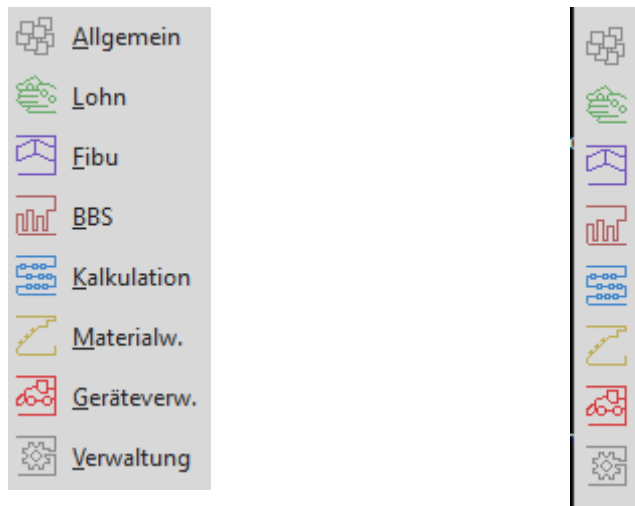 Allgemein
Lohn
Fibu
BBS
Kalkulation
Materialw.
Geräteverw.
Verwaltung